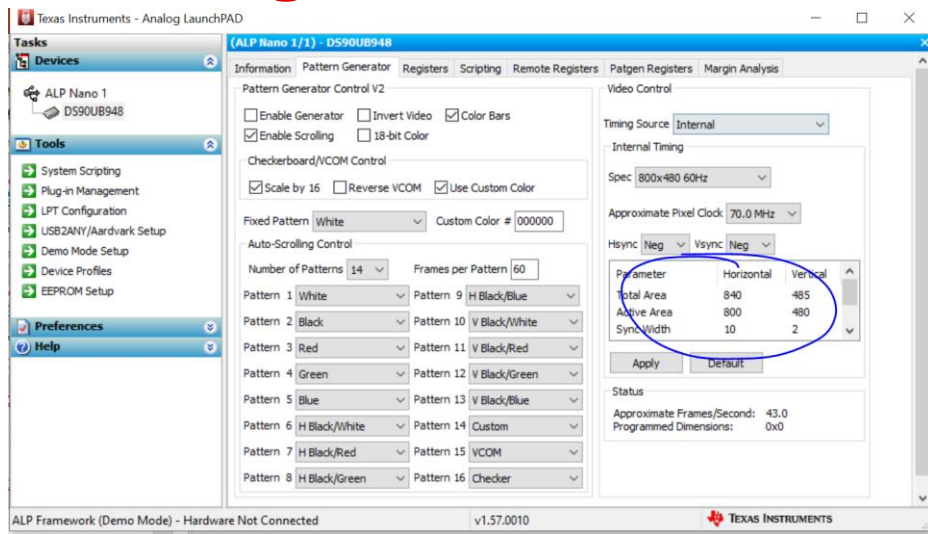 Texas Instruments - Analog LaunchPAD
Tasks
Devices
ALP Nano 1
DS90UB948
Tools
System Scripting
Plug-in Management
LPT Configuration
USB2ANY/Aardvark Setup
Demo Mode Setup
Device Profiles
EEPROM Setup
Preferences
Help
(ALP Nano 1/1) - DS90UB948
Information Pattern Generator Registers Scripting Remote Registers Patgen Registers Margin Analysis
Pattern Generator Control V2
Enable Generator Invert Video Color Bars
Enable Scrolling 18-bit Color
Checkerboard/VCOM Control
Scale by 16 Reverse VCOM Use Custom Color
Fixed Pattern White Custom Color # 000000
Auto-Scrolling Control
Number of Patterns 14 Frames per Pattern 60
Pattern 1 White Pattern 9 H Black/Blue
Pattern 2 Black Pattern 10 V Black/White
Pattern 3 Red Pattern 11 V Black/Red
Pattern 4 Green Pattern 12 V Black/Green
Pattern 5 Blue Pattern 13 V Black/Blue
Pattern 6 H Black/White Pattern 14 Custom
Pattern 7 H Black/Red Pattern 15 VCOM
Pattern 8 H Black/Green Pattern 16 Checker
Video Control
Timing Source Internal
Internal Timing
Spec 800x480 60Hz
Approximate Pixel Clock 70.0 MHz
Hsync Neg Vsync Neg
Parameter Horizontal Vertical
Total Area 840 485
Active Area 800 480
Sync Width 10 2
Apply Default
Status
Approximate Frames/Second: 43.0
Programmed Dimensions: 0x0
ALP Framework (Demo Mode) - Hardware Not Connected v1.57.0010 TEXAS INSTRUMENTS